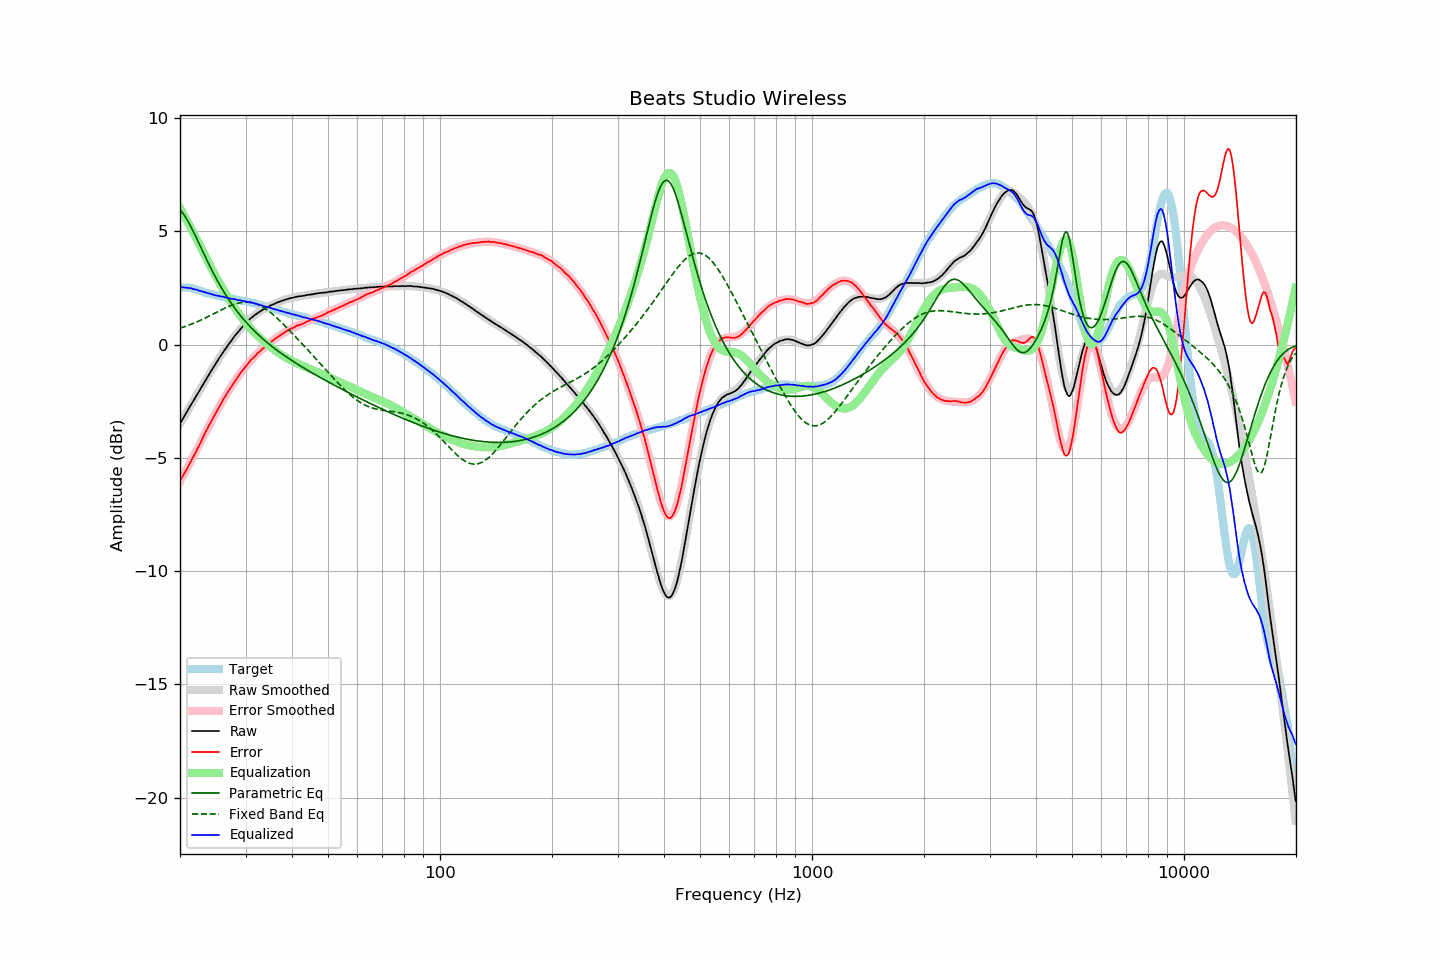 Beats Studio Wireless
10
5
0
−5
−10
−15
−20
Amplitude (dBr)
Target
Raw Smoothed
Error Smoothed
Raw
Error
Equalization
Parametric Eq
Fixed Band Eq
Equalized
100 1000 10000
Frequency (Hz)